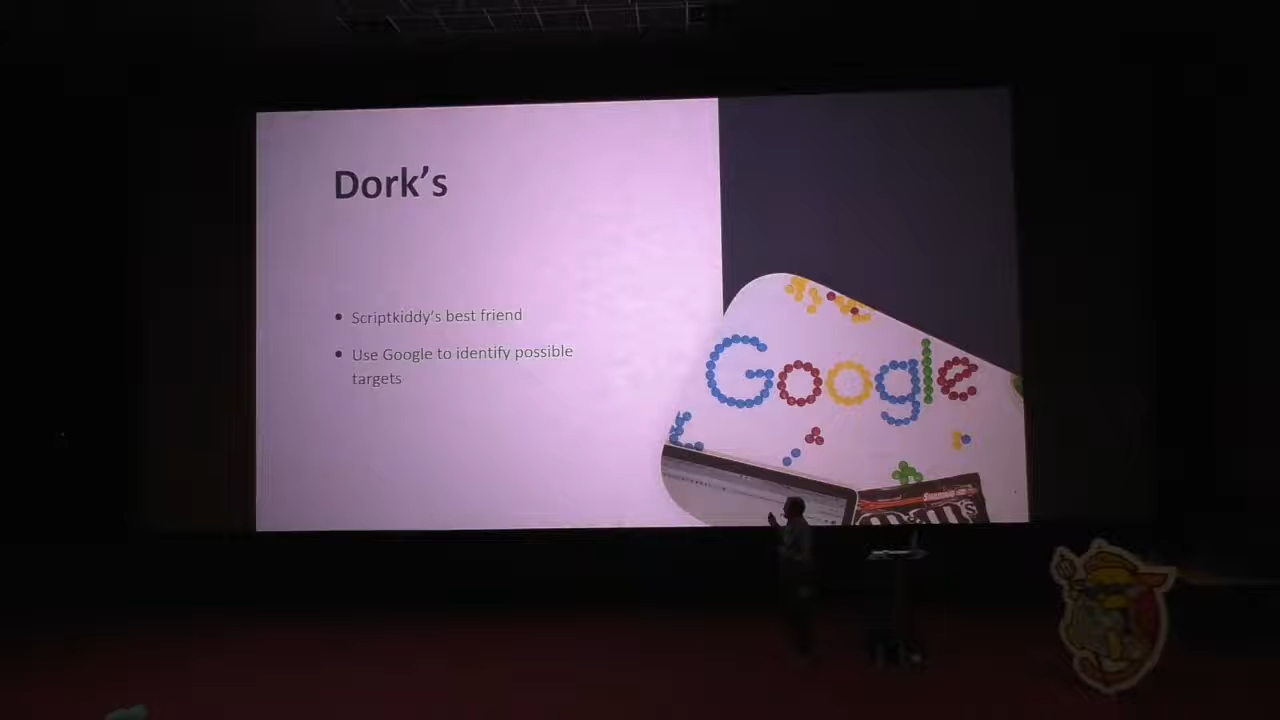 Dork’s
Scriptkiddy’s best friend
Use Google to identify possible
targets
Google